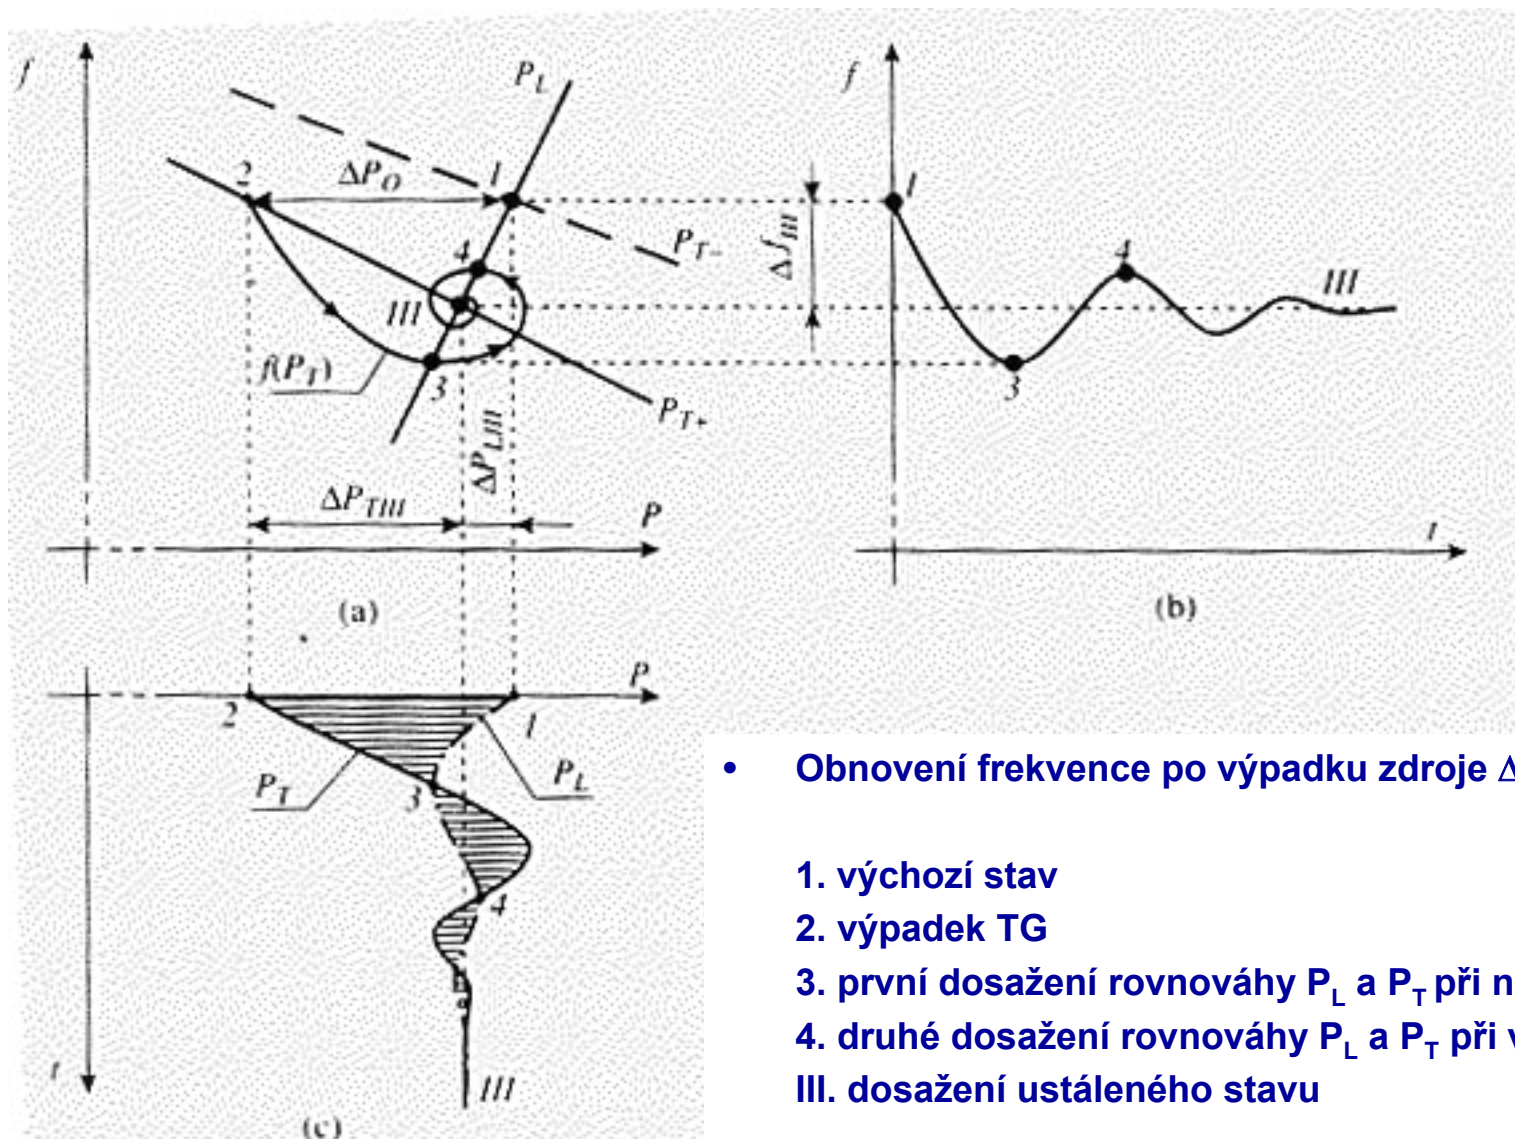 f
P_L
2
ΔP_O
1
4
P_T-
III
f(P_T)
3
P_T+
Δf_III
ΔP_LIII
ΔP_TIII
P
(a)
f
1
4
III
3
t
(b)
P
2
1
P_T
3
P_L
4
t
III
(c)
• Obnovení frekvence po výpadku zdroje Δ
1. výchozí stav
2. výpadek TG
3. první dosažení rovnováhy P_L a P_T při n
4. druhé dosažení rovnováhy P_L a P_T při v
III. dosažení ustáleného stavu